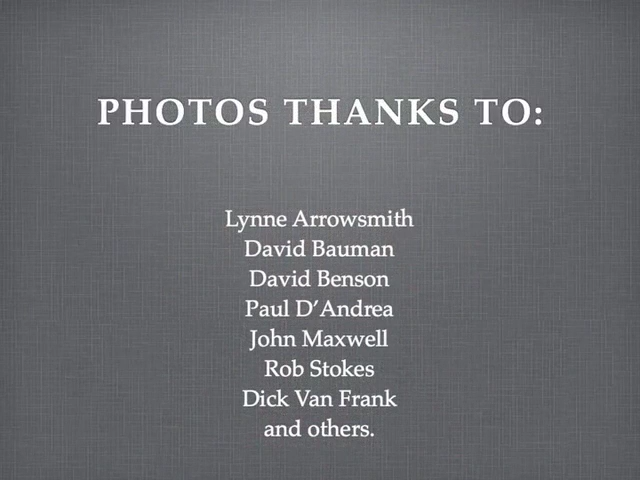 PHOTOS THANKS TO:
Lynne Arrowsmith
David Bauman
David Benson
Paul D’Andrea
John Maxwell
Rob Stokes
Dick Van Frank
and others.